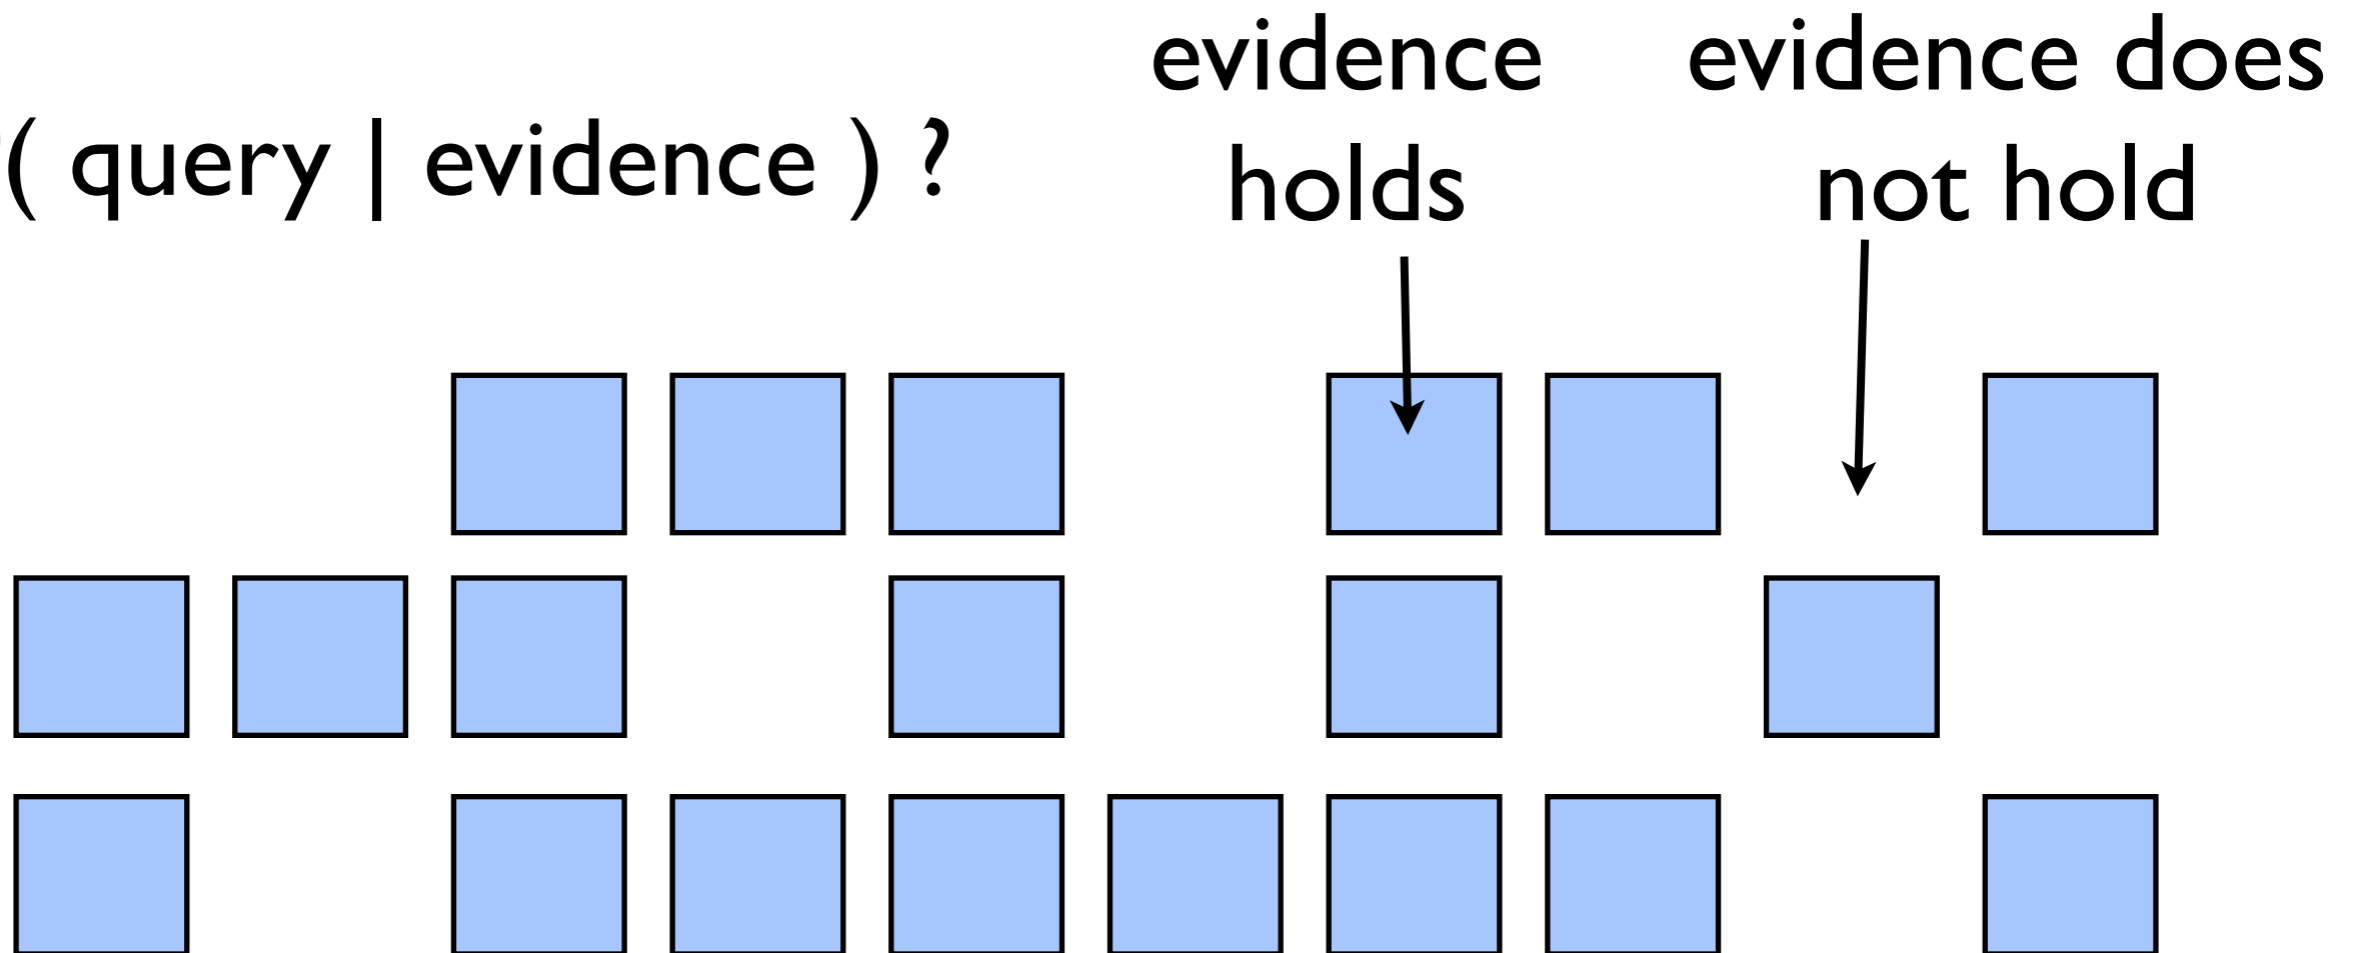 ( query | evidence ) ?
evidence
holds
evidence does
not hold